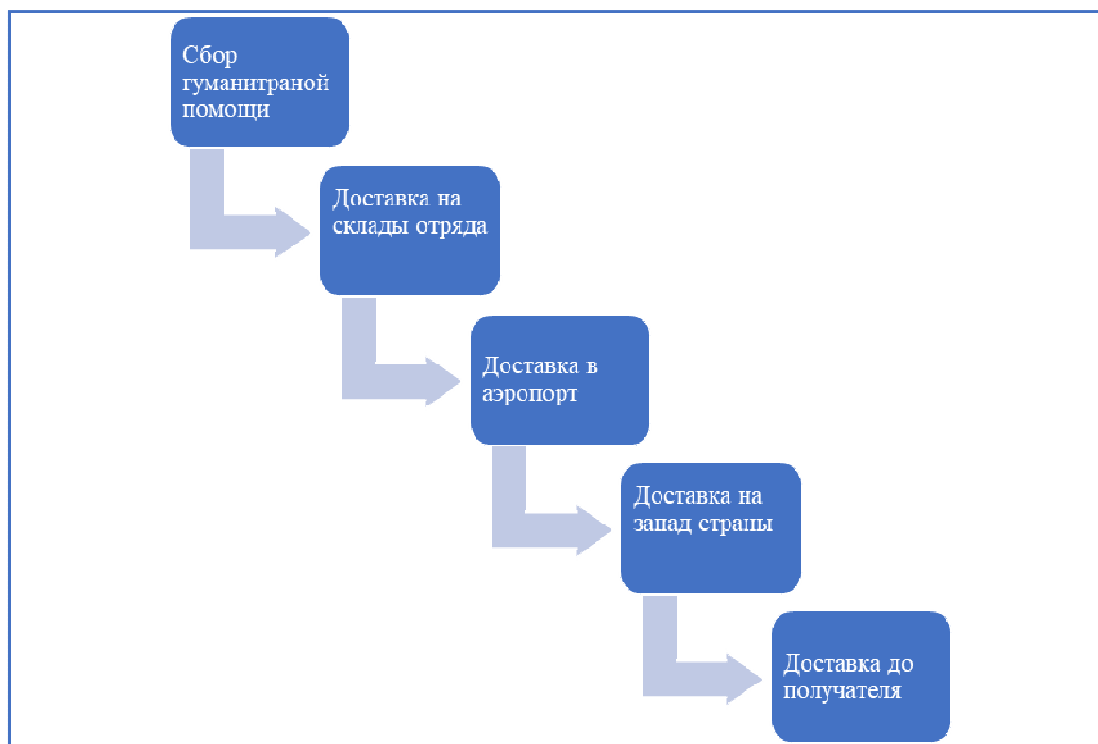 Сбор
гуманитраной
помощи
Доставка на
склады отряда
Доставка в
аэропорт
Доставка на
запад страны
Доставка до
получателя